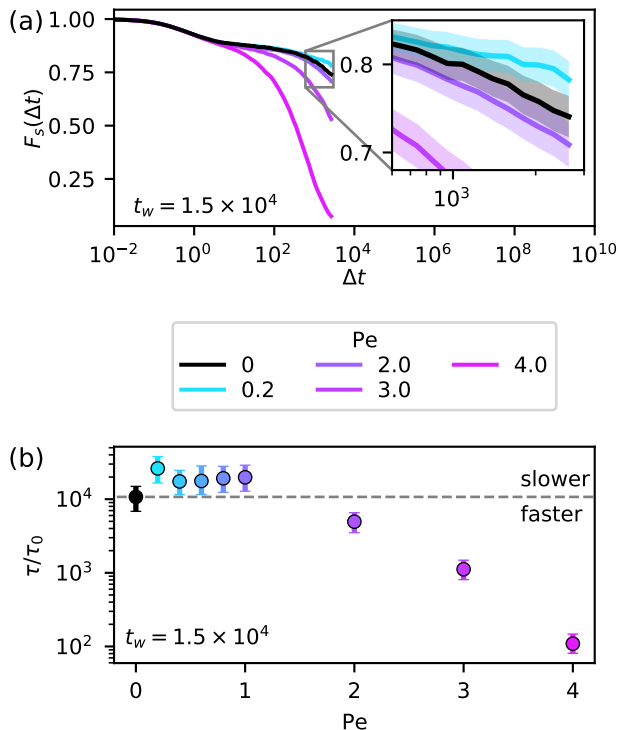 (a)
1.00
0.75
0.50
0.25
F_s(Δt)
t_w = 1.5 × 10^4
0.8
0.7
10^3
10^−2 10^0 10^2 10^4 10^6 10^8 10^10
Δt
Pe
0 2.0 4.0
0.2 3.0
(b)
10^4
10^3
10^2
τ/τ_0
slower
faster
t_w = 1.5 × 10^4
0 1 2 3 4
Pe